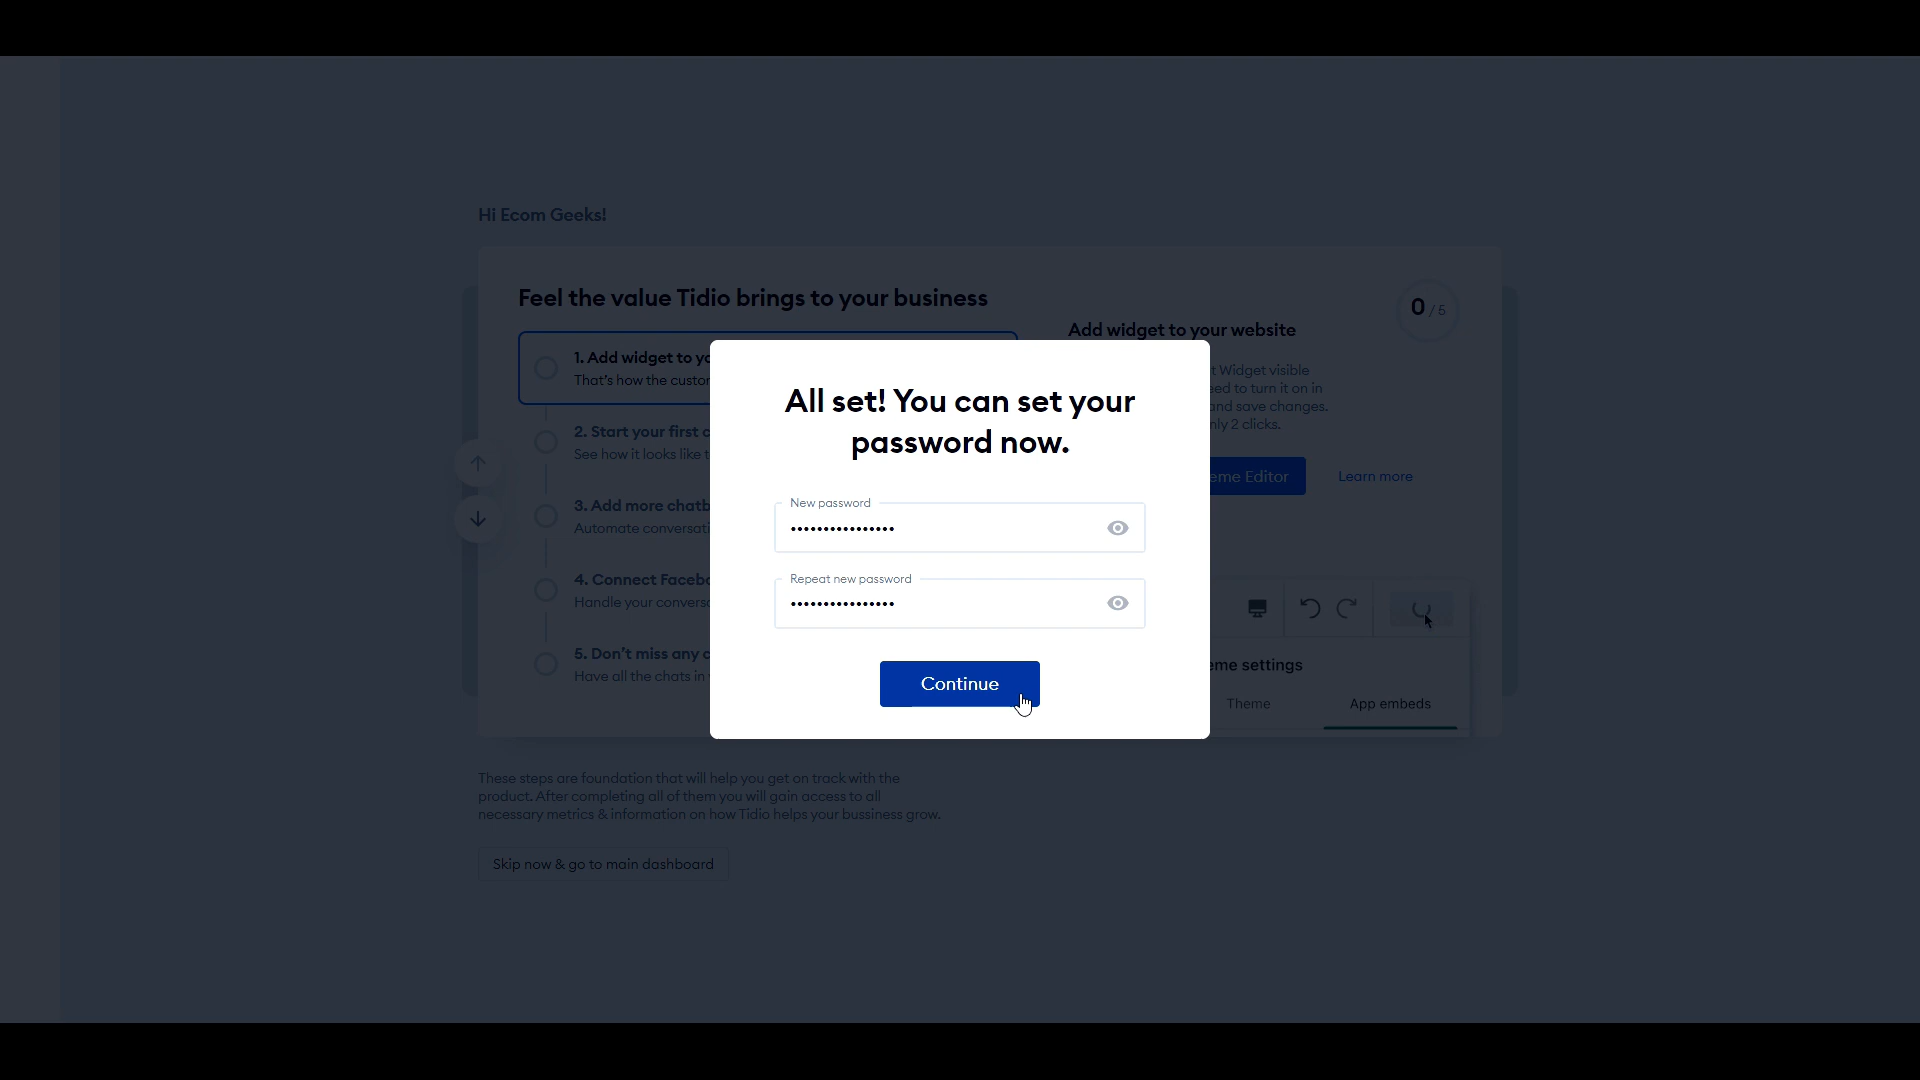 Hi Ecom Geeks!
Feel the value Tidio brings to your business
0 / 5
Add widget to your website
1. Add widget to yo
That's how the custor
t Widget visible
eed to turn it on in
and save changes.
nly 2 clicks.
2. Start your first c
See how it looks like t
eme Editor
Learn more
3. Add more chatb
Automate conversati
4. Connect Facebo
Handle your conversa
5. Don't miss any c
Have all the chats in
eme settings
Theme
App embeds
All set! You can set your
password now.
New password
••••••••••••••••
Repeat new password
••••••••••••••••
Continue
These steps are foundation that will help you get on track with the
product. After completing all of them you will gain access to all
necessary metrics & information on how Tidio helps your bussiness grow.
Skip now & go to main dashboard